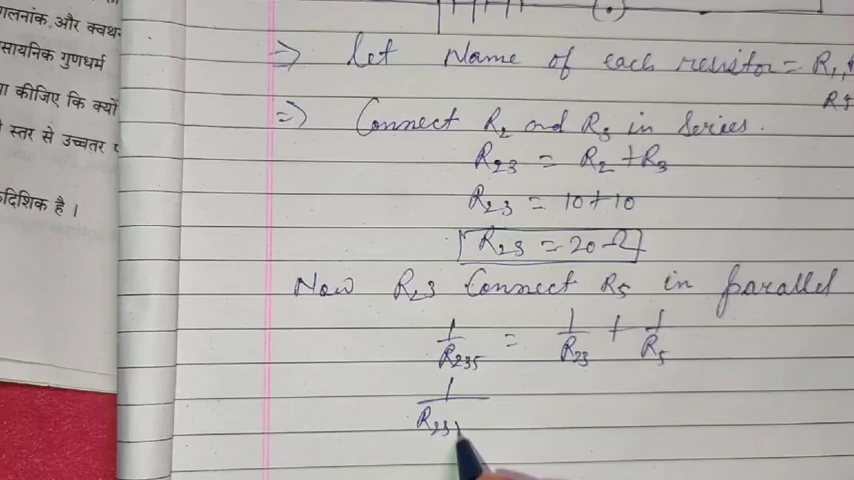 गलनांक, और क्वथ
सायनिक गुणधर्म
या कीजिए कि क्यों
स्तर से उच्चतर
दिशिक है ।
⇒ Let Name of each resistor = R₁,
⇒ Connect R₂ and R₃ in Series.
R₂₃ = R₂ + R₃
R₂₃ = 10 + 10
R₂₃ = 20 Ω
Now R₂₃ Connect R₅ in parallel
1/R₂₃₅ = 1/R₂₃ + 1/R₅
1/R₂₃